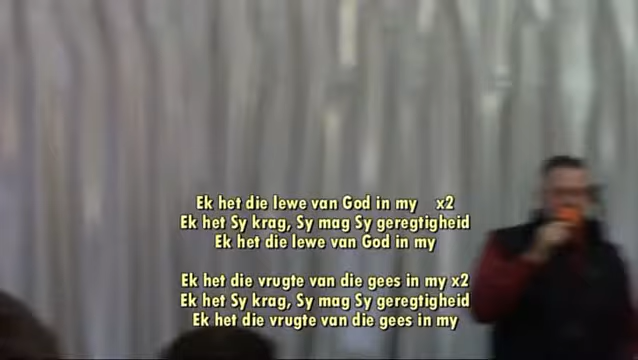 Ek het die lewe van God in my x2
Ek het Sy krag, Sy mag Sy geregtigheid
Ek het die lewe van God in my
Ek het die vrugte van die gees in my x2
Ek het Sy krag, Sy mag Sy geregtigheid
Ek het die vrugte van die gees in my